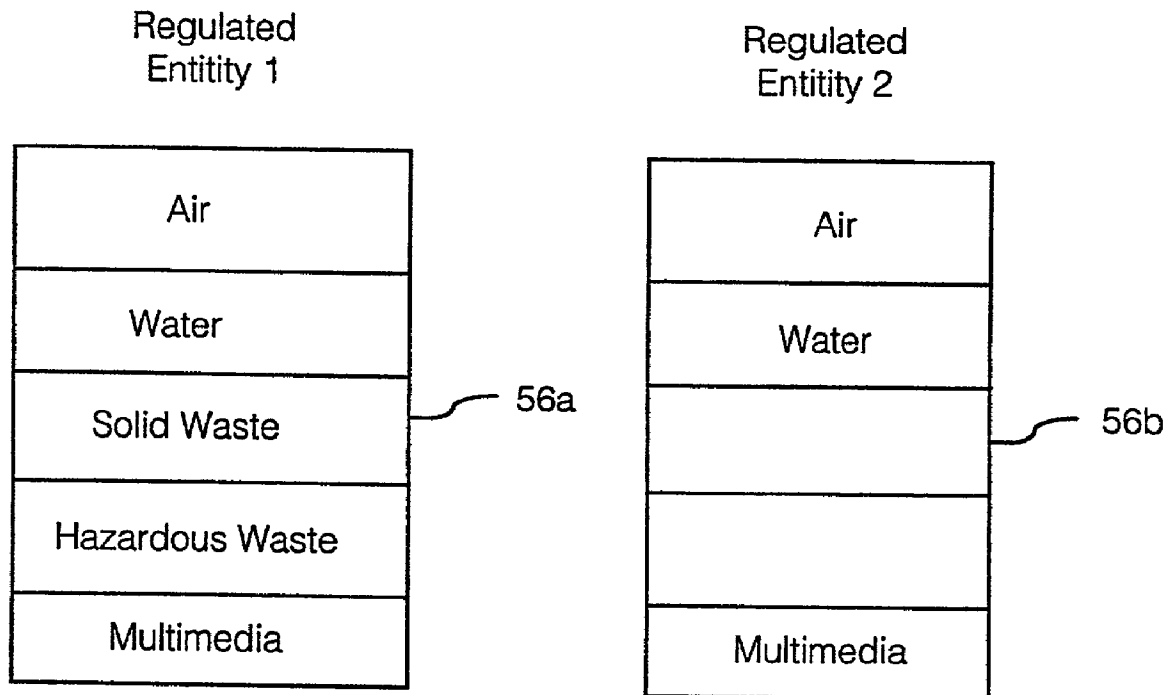 Regulated
Entitity 1
Air
Water
Solid Waste
Hazardous Waste
Multimedia
56a
Regulated
Entitity 2
Air
Water
Multimedia
56b